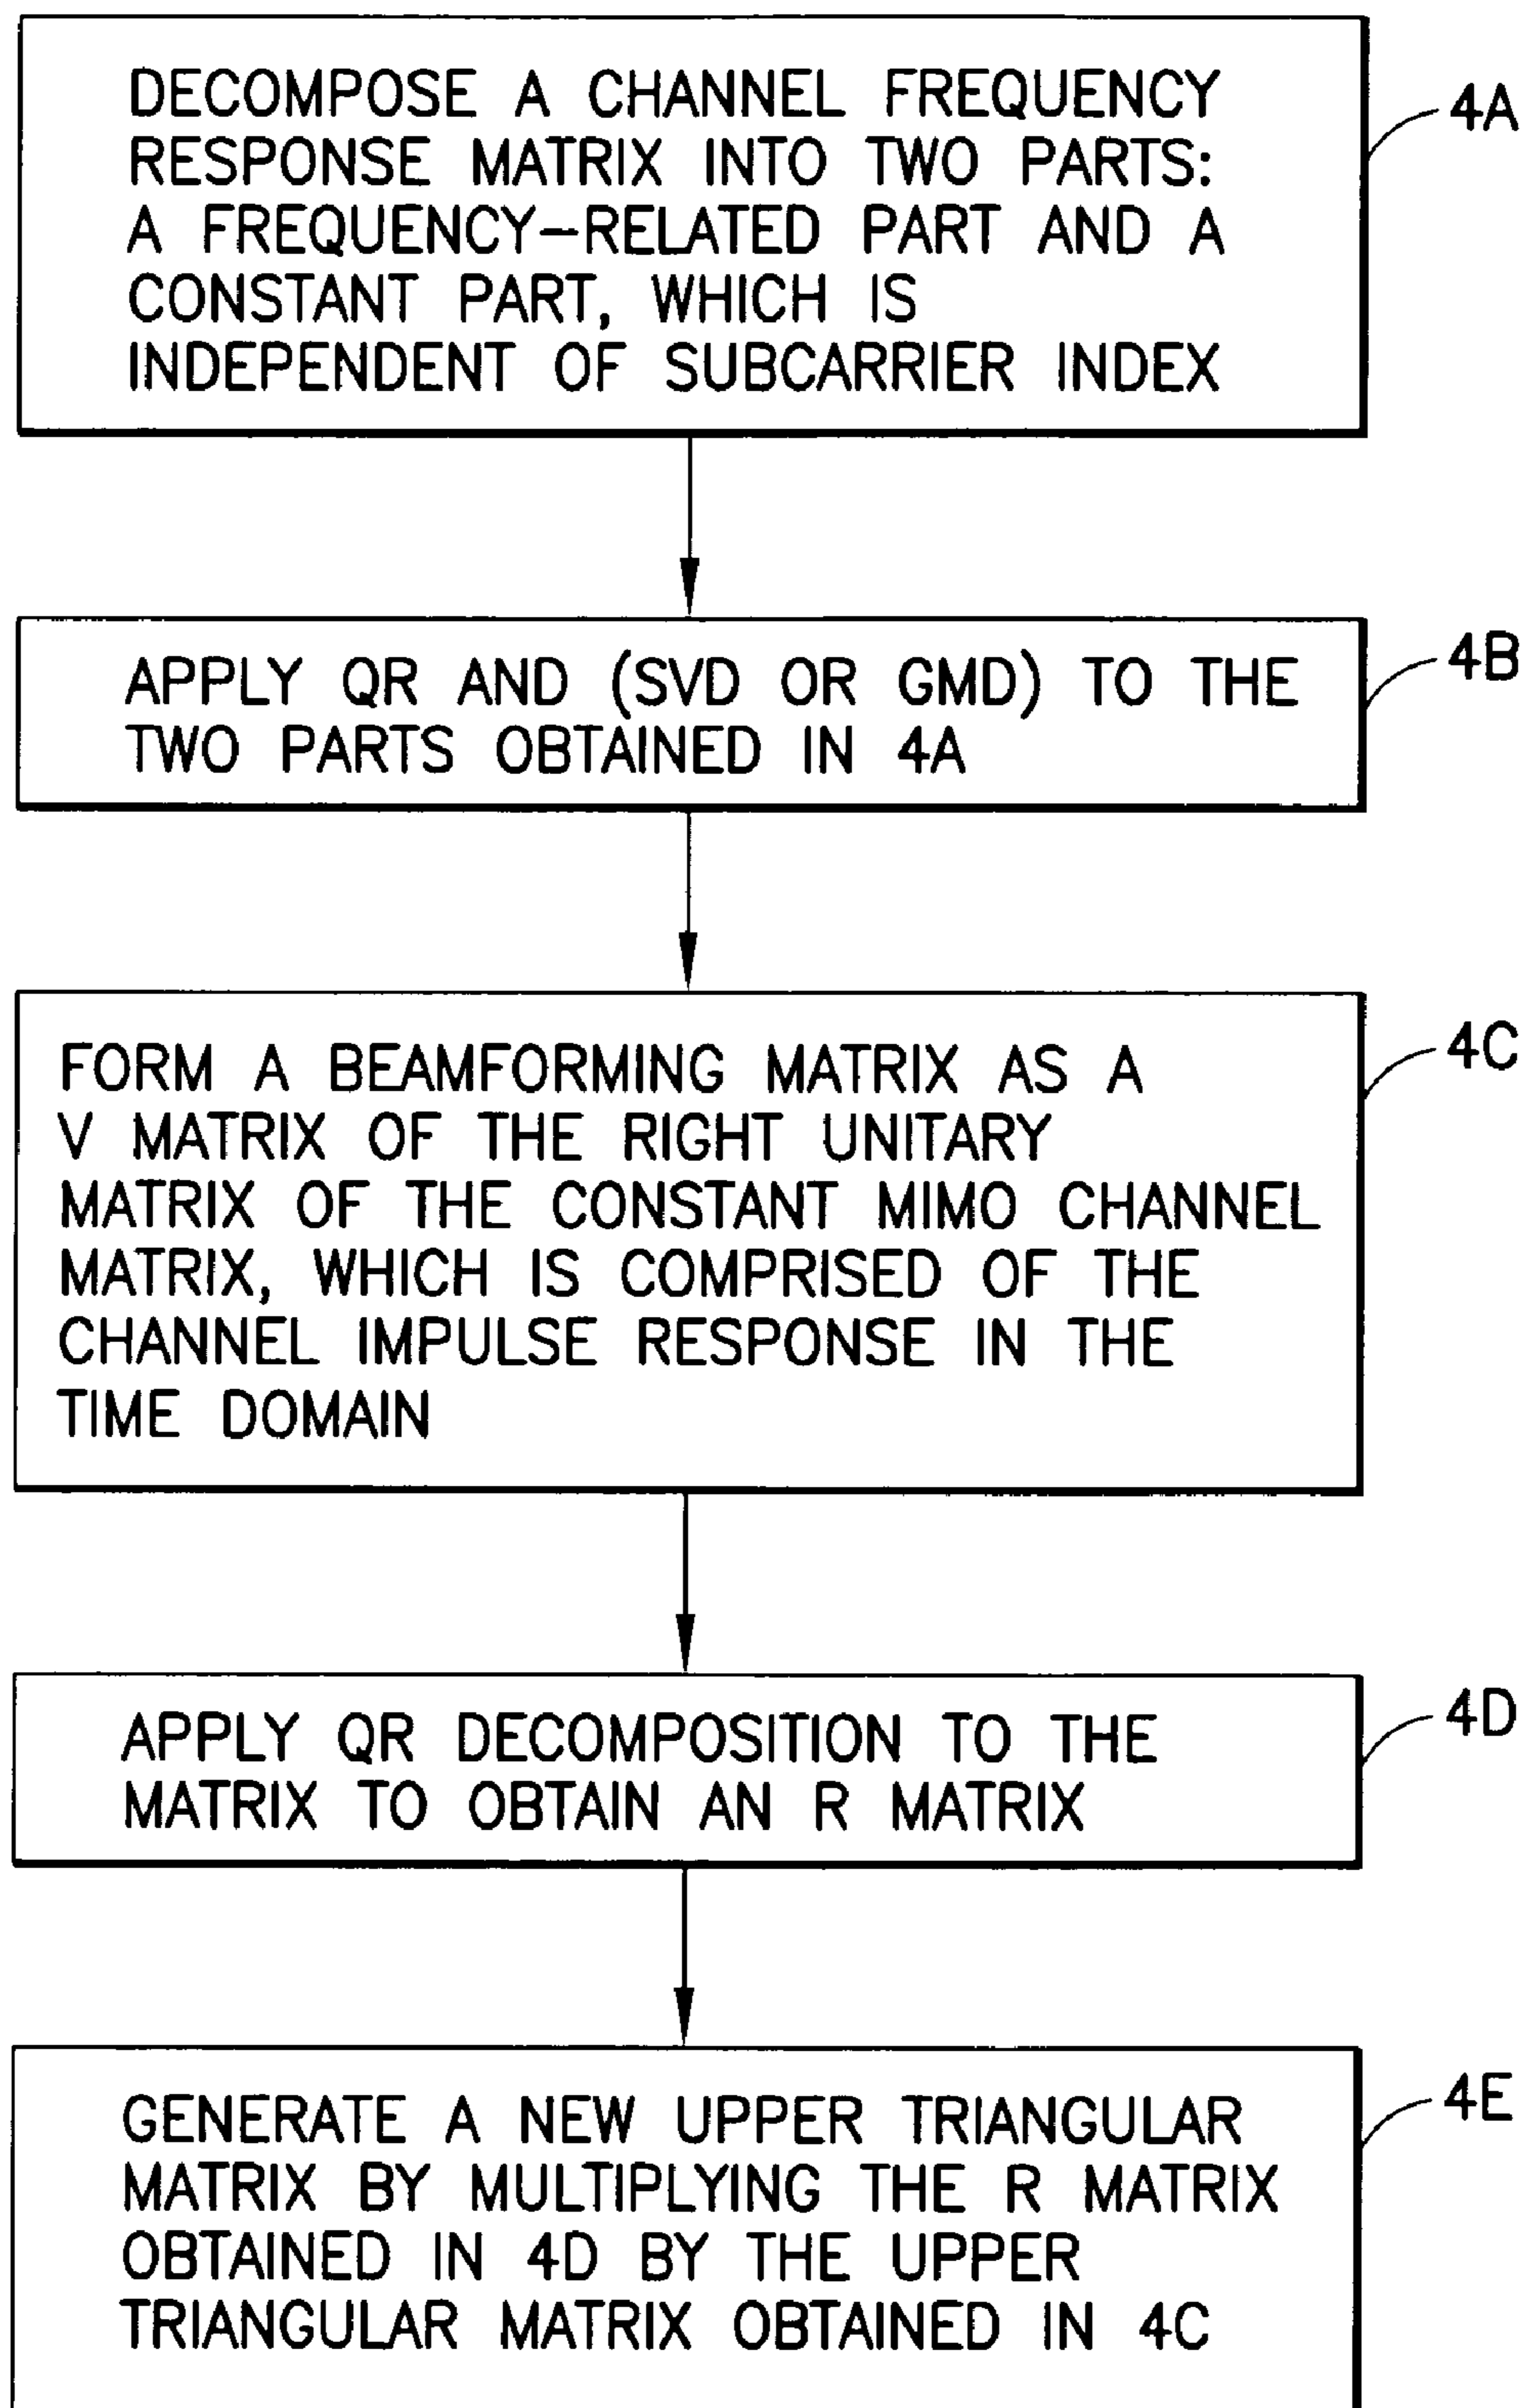 DECOMPOSE A CHANNEL FREQUENCY
RESPONSE MATRIX INTO TWO PARTS:
A FREQUENCY-RELATED PART AND A
CONSTANT PART, WHICH IS
INDEPENDENT OF SUBCARRIER INDEX
4A
APPLY QR AND (SVD OR GMD) TO THE
TWO PARTS OBTAINED IN 4A
4B
FORM A BEAMFORMING MATRIX AS A
V MATRIX OF THE RIGHT UNITARY
MATRIX OF THE CONSTANT MIMO CHANNEL
MATRIX, WHICH IS COMPRISED OF THE
CHANNEL IMPULSE RESPONSE IN THE
TIME DOMAIN
4C
APPLY QR DECOMPOSITION TO THE
MATRIX TO OBTAIN AN R MATRIX
4D
GENERATE A NEW UPPER TRIANGULAR
MATRIX BY MULTIPLYING THE R MATRIX
OBTAINED IN 4D BY THE UPPER
TRIANGULAR MATRIX OBTAINED IN 4C
4E